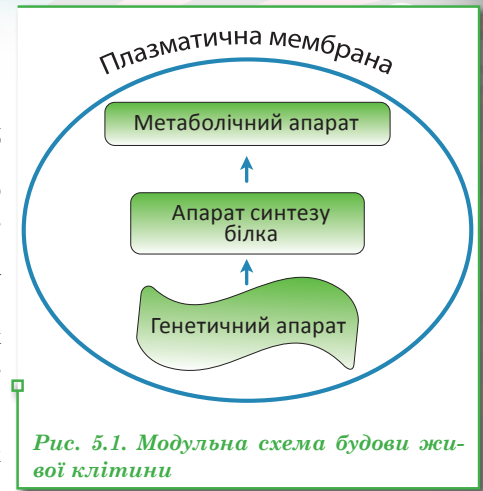 Плазматична мембрана
Метаболічний апарат
Апарат синтезу
білка
Генетичний апарат
Рис. 5.1. Модульна схема будови жи-
вої клітини